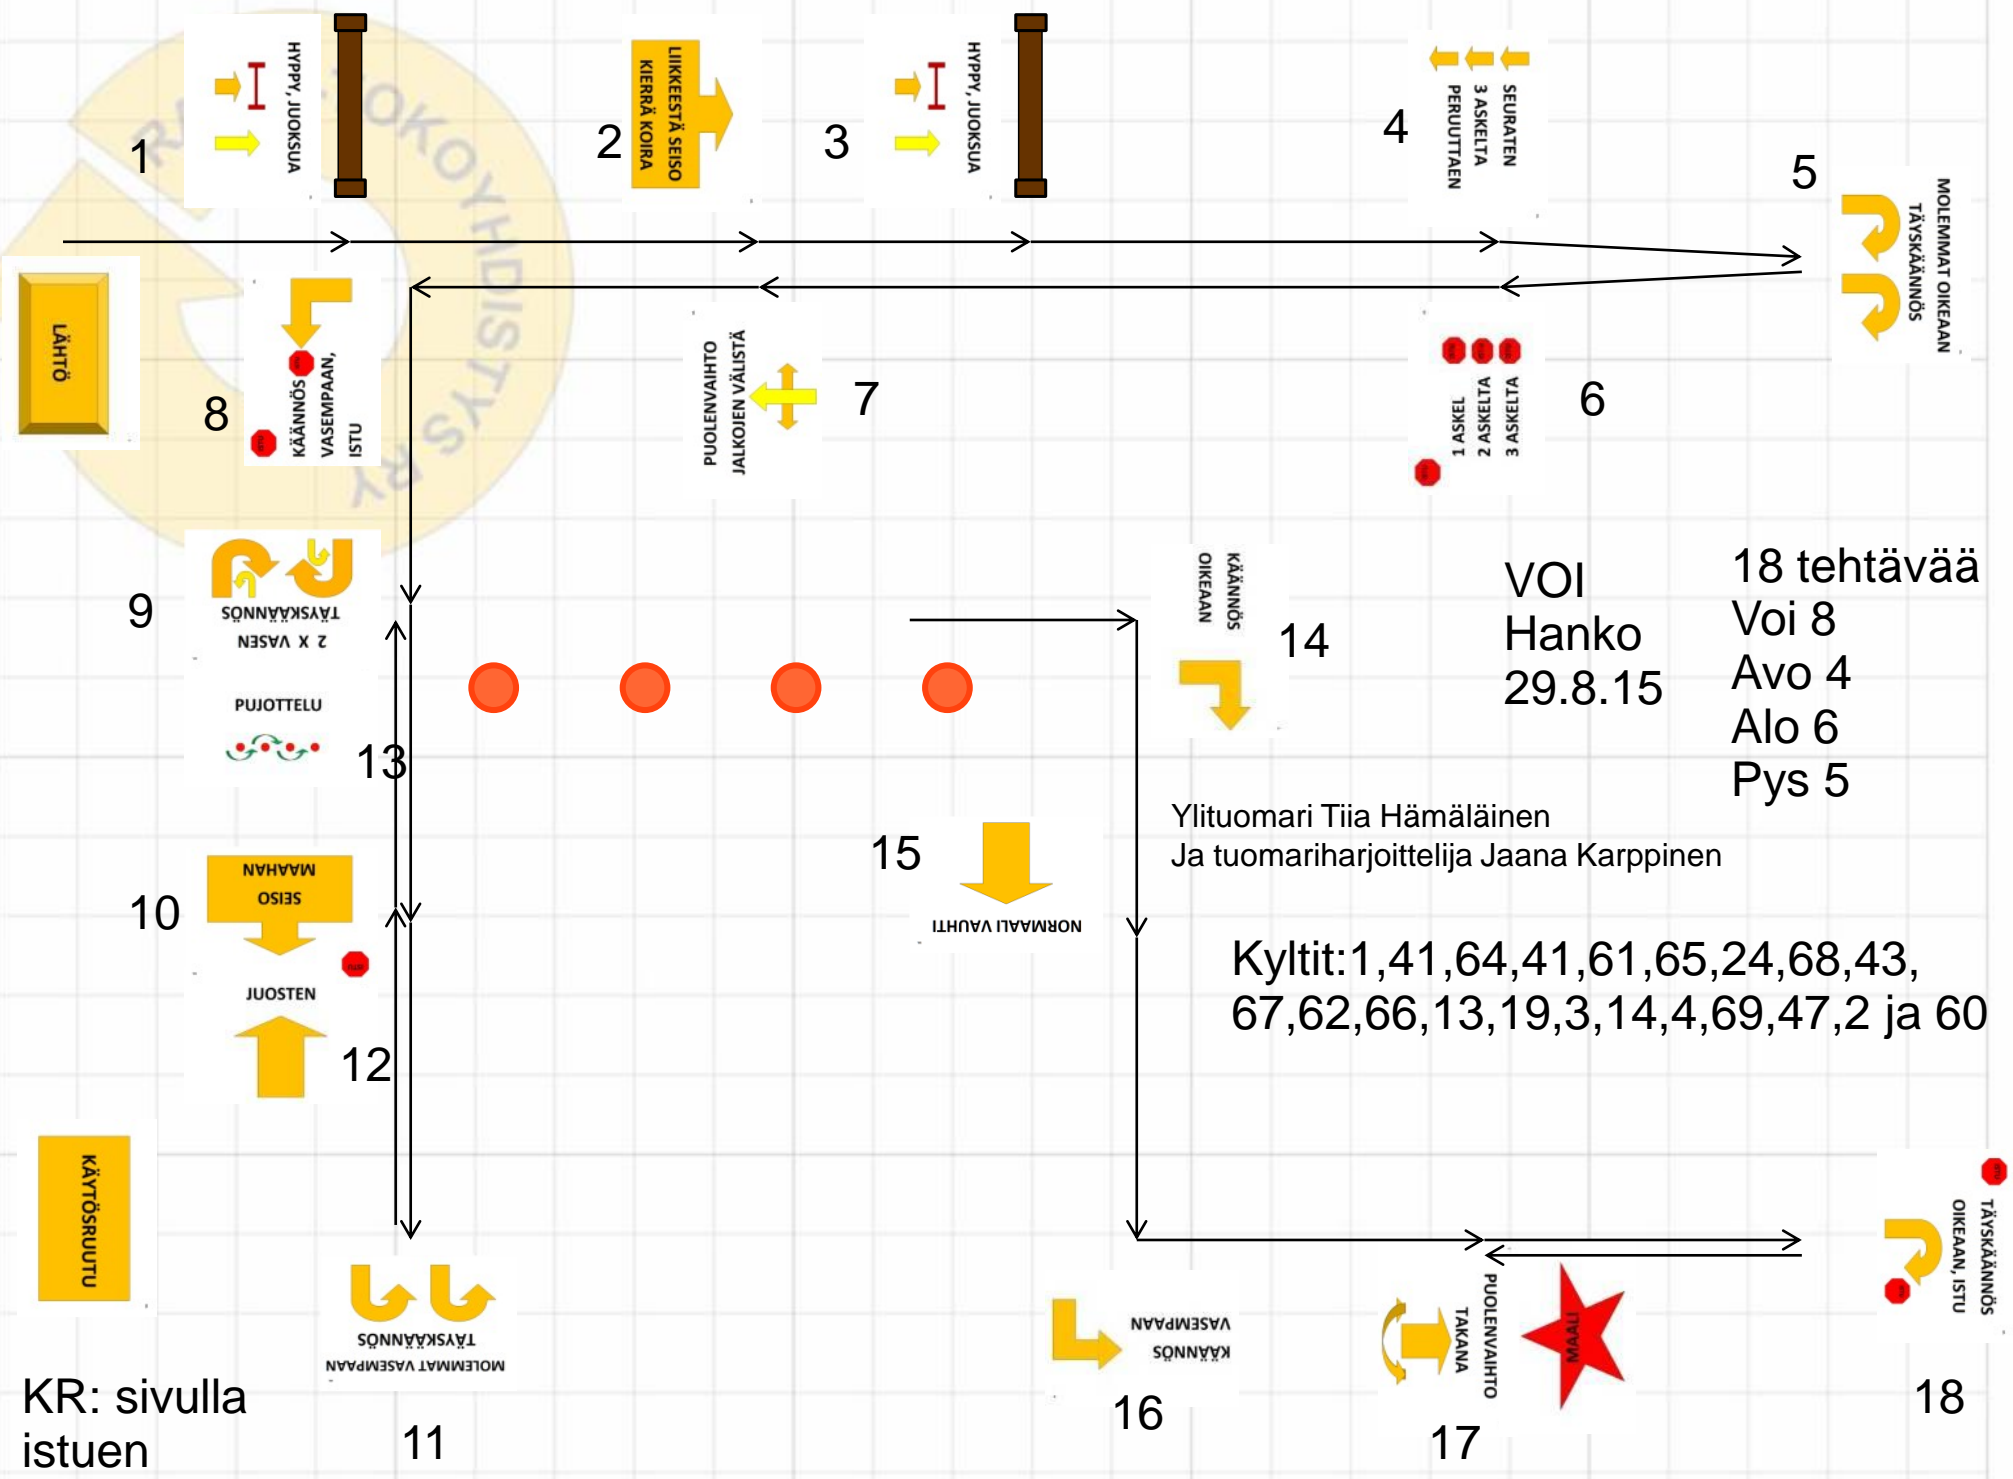 1
HYPPY, JUOKSUA
2
LIIKKEESTÄ SEISO
KIERRÄ KOIRA
3
HYPPY, JUOKSUA
4
SEURATEN
3 ASKELTA
PERUUTTAEN
5
MOLEMMAT OIKEAAN
TÄYSKÄÄNNÖS
LÄHTÖ
8
KÄÄNNÖS
VASEMPAAN,
ISTU
PUOLENVAIHTO
JALKOJEN VÄLISTÄ
7
1 ASKEL
2 ASKELTA
3 ASKELTA
6
9
TÄYSKÄÄNNÖS
2 X VASEN
PUJOTTELU
13
KÄÄNNÖS
OIKEAAN
14
VOI
Hanko
29.8.15
18 tehtävää
Voi 8
Avo 4
Alo 6
Pys 5
Ylituomari Tiia Hämäläinen
Ja tuomariharjoittelija Jaana Karppinen
10
MAAHAN
SEISO
JUOSTEN
12
15
NORMAALI VAUHTI
Kyltit:1,41,64,41,61,65,24,68,43,
67,62,66,13,19,3,14,4,69,47,2 ja 60
KÄYTÖSRUUTU
MOLEMMAT VASEMPAAN
TÄYSKÄÄNNÖS
11
KÄÄNNÖS
VASEMPAAN
16
PUOLENVAIHTO
TAKANA
17
MAALI
TÄYSKÄÄNNÖS
OIKEAAN, ISTU
18
KR: sivulla
istuen